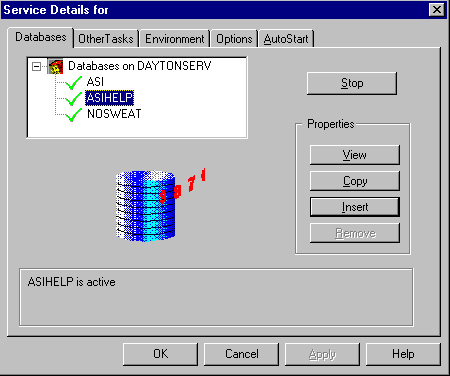 Service Details for
Databases OtherTasks Environment Options AutoStart
Databases on DAYTONSERV
ASI
ASIHELP
NOSWEAT
Stop
Properties
View
Copy
Insert
Remove
ASIHELP is active
OK Cancel Apply Help